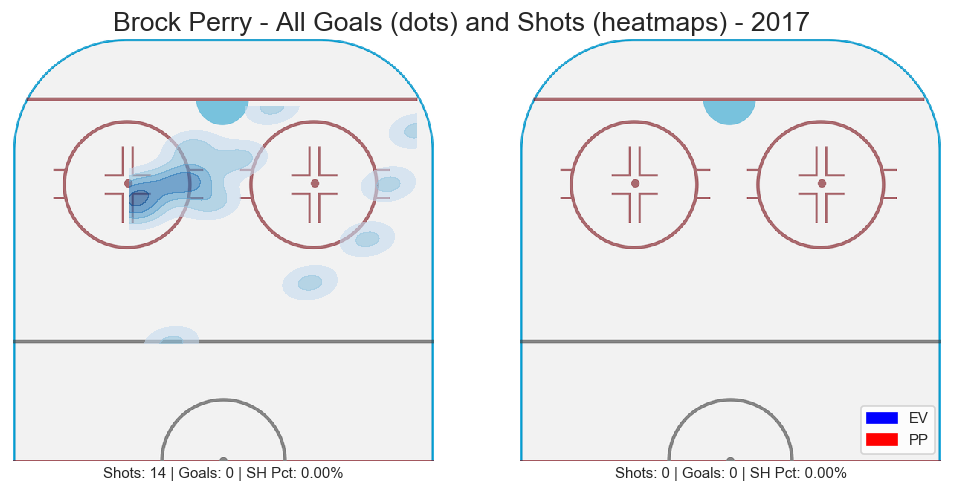 Brock Perry - All Goals (dots) and Shots (heatmaps) - 2017
EV
PP
Shots: 14 | Goals: 0 | SH Pct: 0.00%
Shots: 0 | Goals: 0 | SH Pct: 0.00%